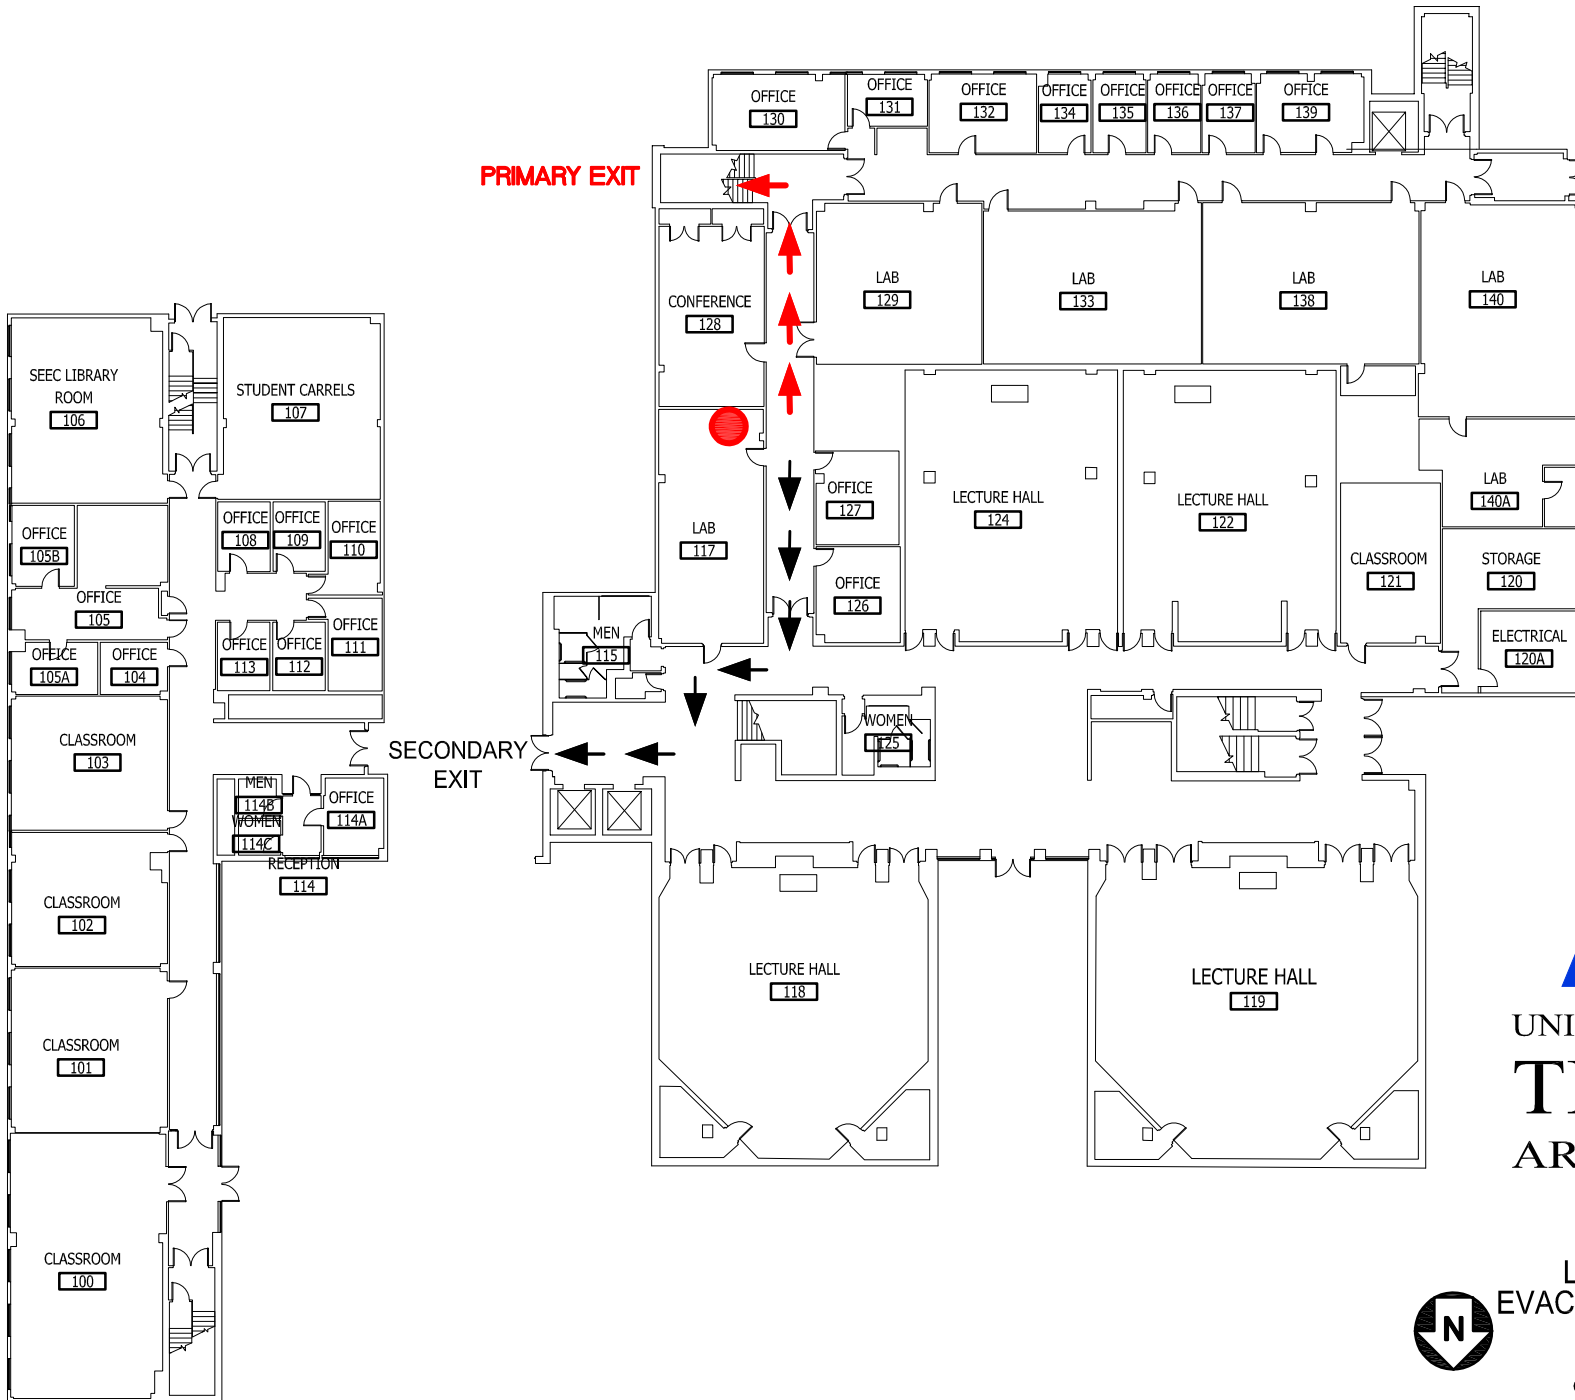 OFFICE
130
OFFICE
131
OFFICE
132
OFFICE
134
OFFICE
135
OFFICE
136
OFFICE
137
OFFICE
139
PRIMARY EXIT
CONFERENCE
128
LAB
129
LAB
133
LAB
138
LAB
140
SEEC LIBRARY
ROOM
106
STUDENT CARRELS
107
OFFICE
127
LECTURE HALL
124
LECTURE HALL
122
LAB
140A
LAB
117
OFFICE
105B
OFFICE
108
OFFICE
109
OFFICE
110
CLASSROOM
121
STORAGE
120
OFFICE
126
OFFICE
105
OFFICE
105A
OFFICE
104
OFFICE
113
OFFICE
112
OFFICE
111
MEN
115
ELECTRICAL
120A
CLASSROOM
103
SECONDARY
EXIT
WOMEN
125
MEN
114B
WOMEN
114C
OFFICE
114A
RECEPTION
114
CLASSROOM
102
LECTURE HALL
118
LECTURE HALL
119
CLASSROOM
101
CLASSROOM
100
UNI
AR
EVAC
N